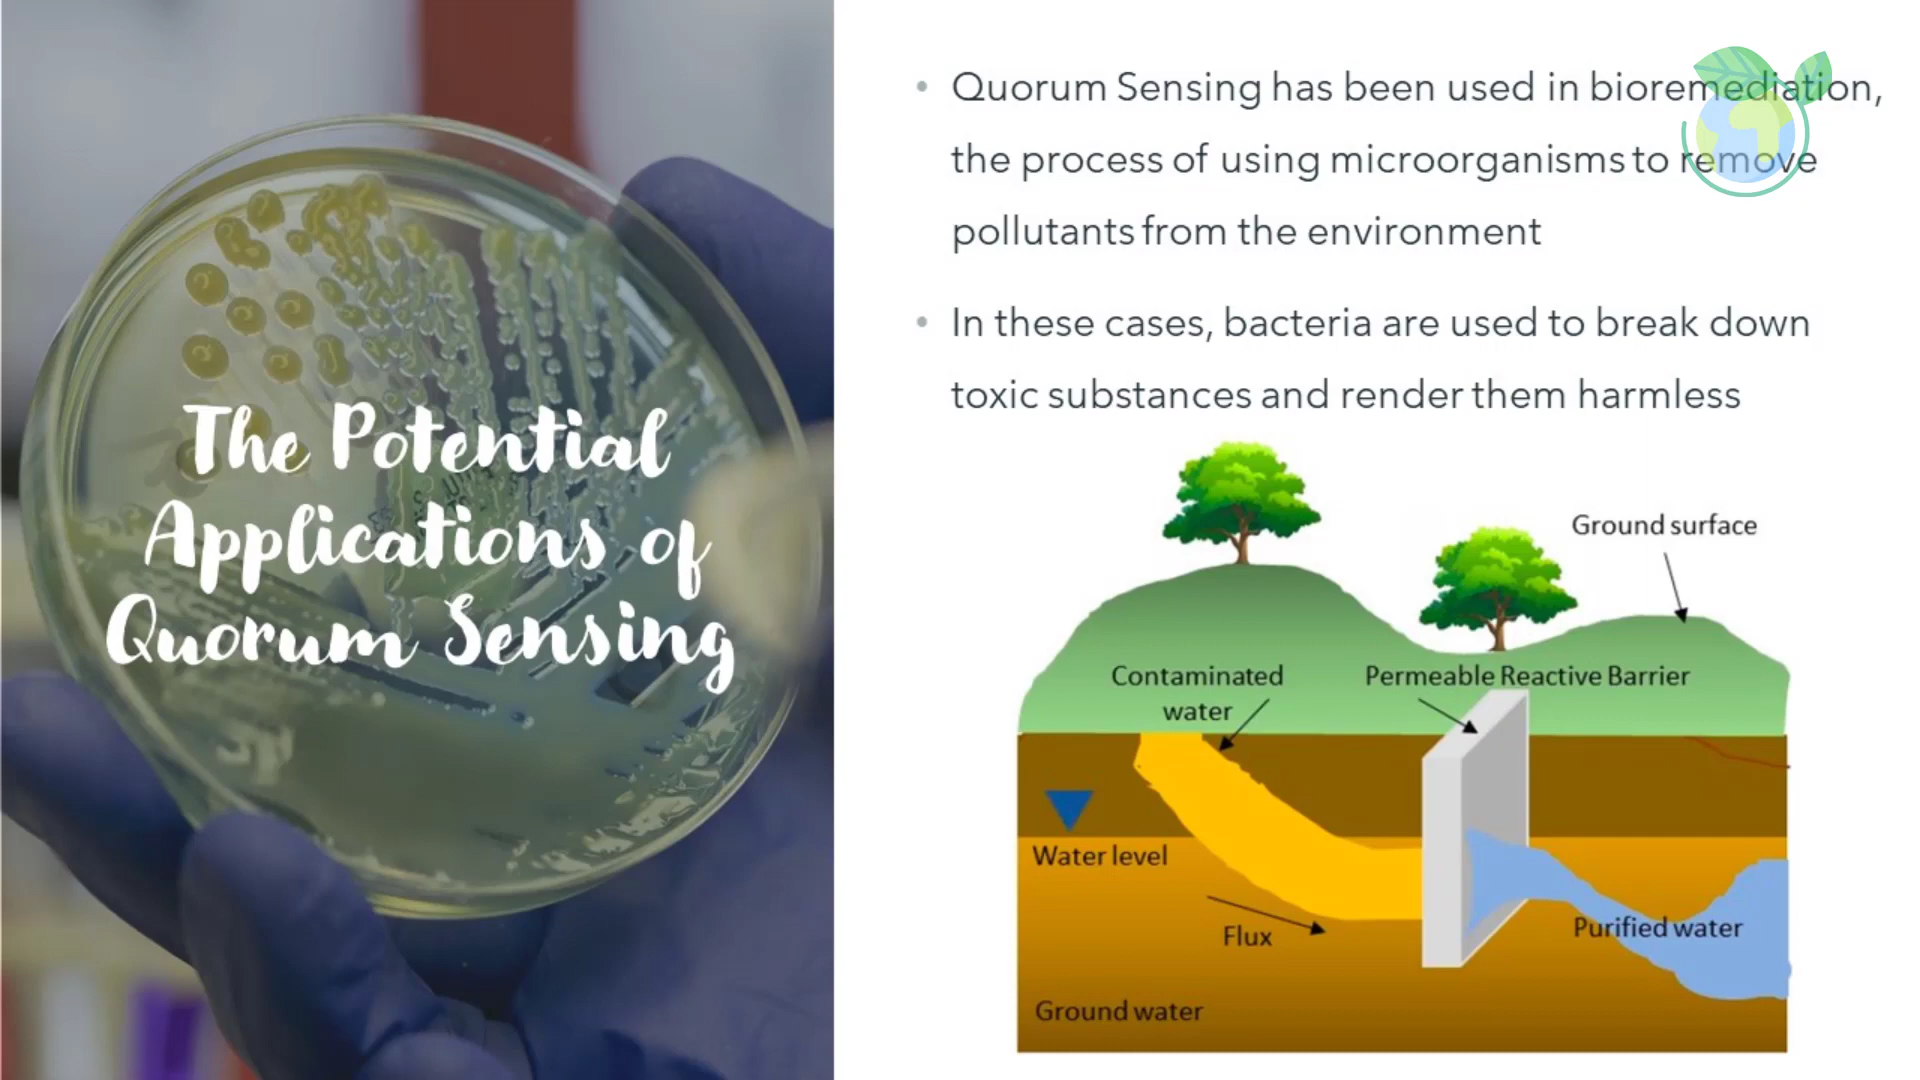 The Potential
Applications of
Quorum Sensing
• Quorum Sensing has been used in bioremediation,
the process of using microorganisms to remove
pollutants from the environment
• In these cases, bacteria are used to break down
toxic substances and render them harmless
Ground surface
Contaminated
water
Permeable Reactive Barrier
Water level
Flux
Purified water
Ground water